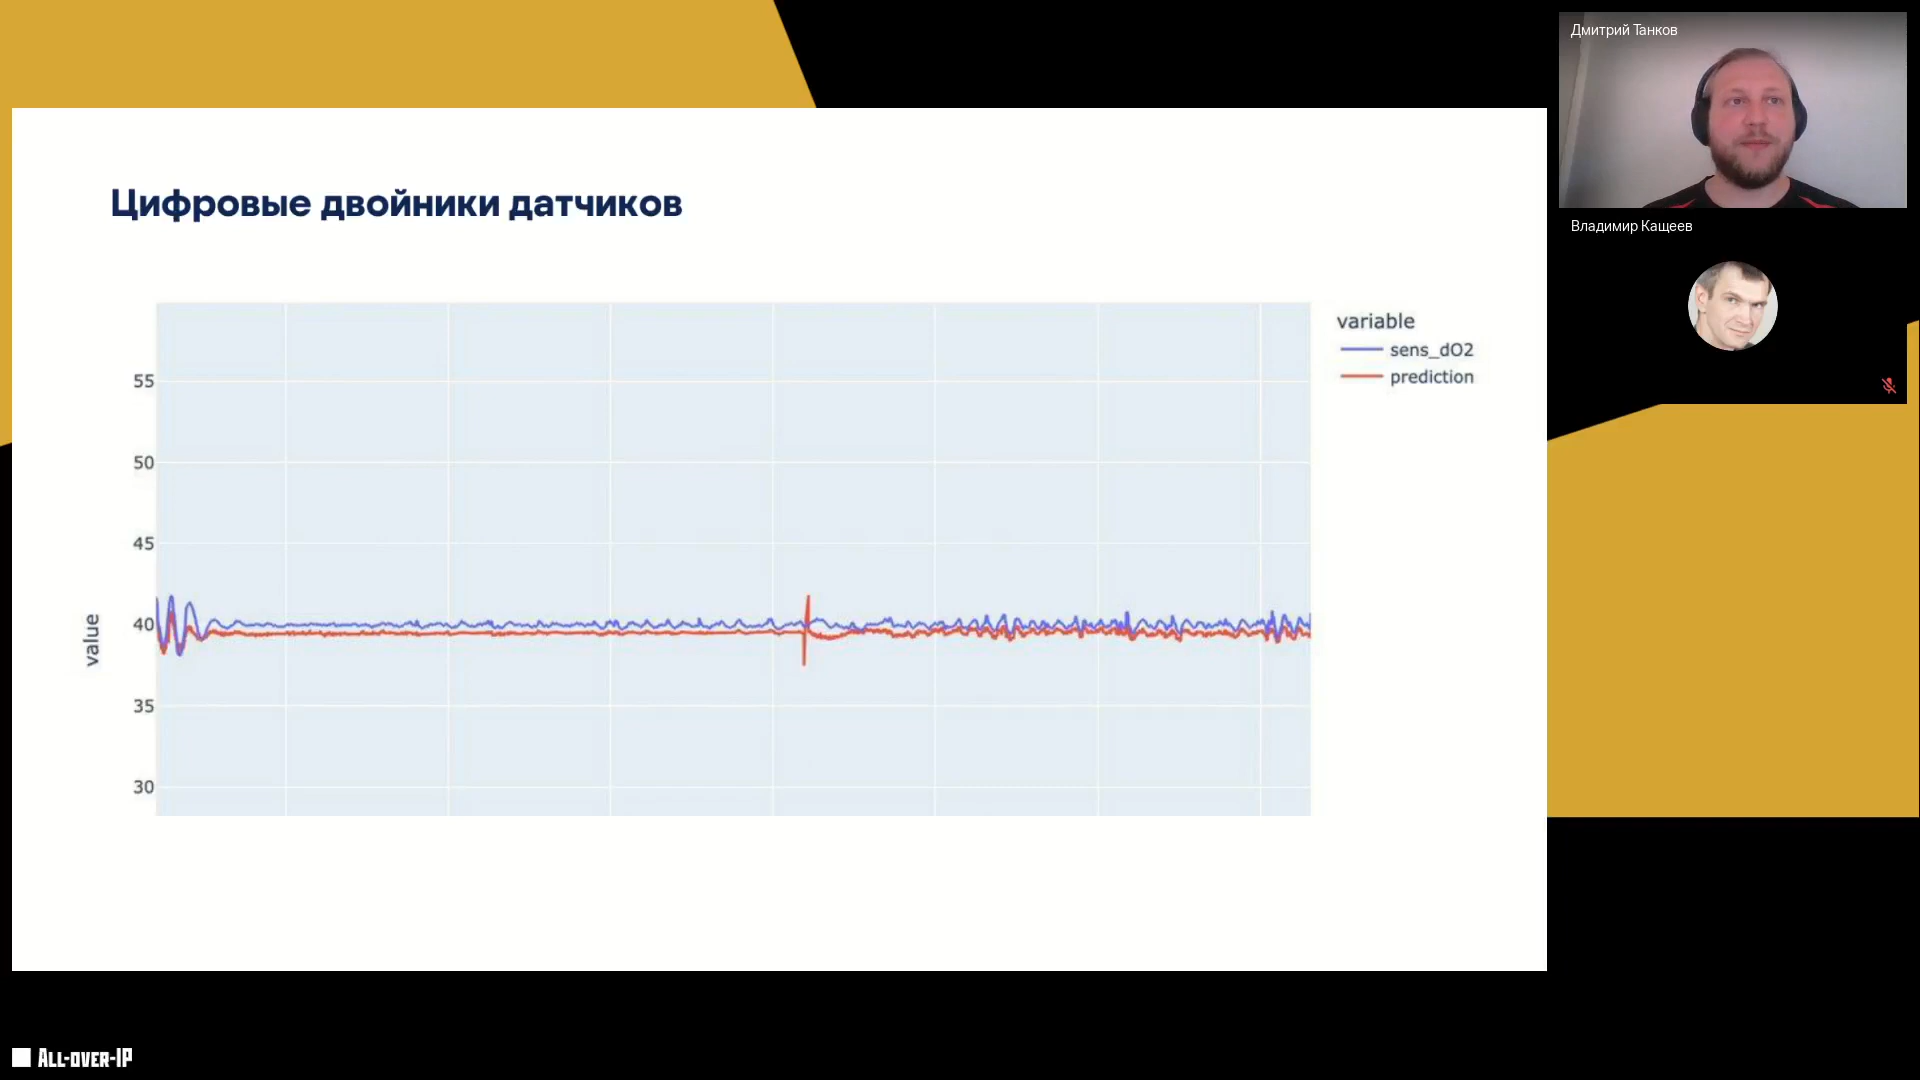 Дмитрий Танков
Владимир Кащеев
Цифровые двойники датчиков
variable
sens_dO2
prediction
55
50
45
40
35
30
value
ALL-OVER-IP